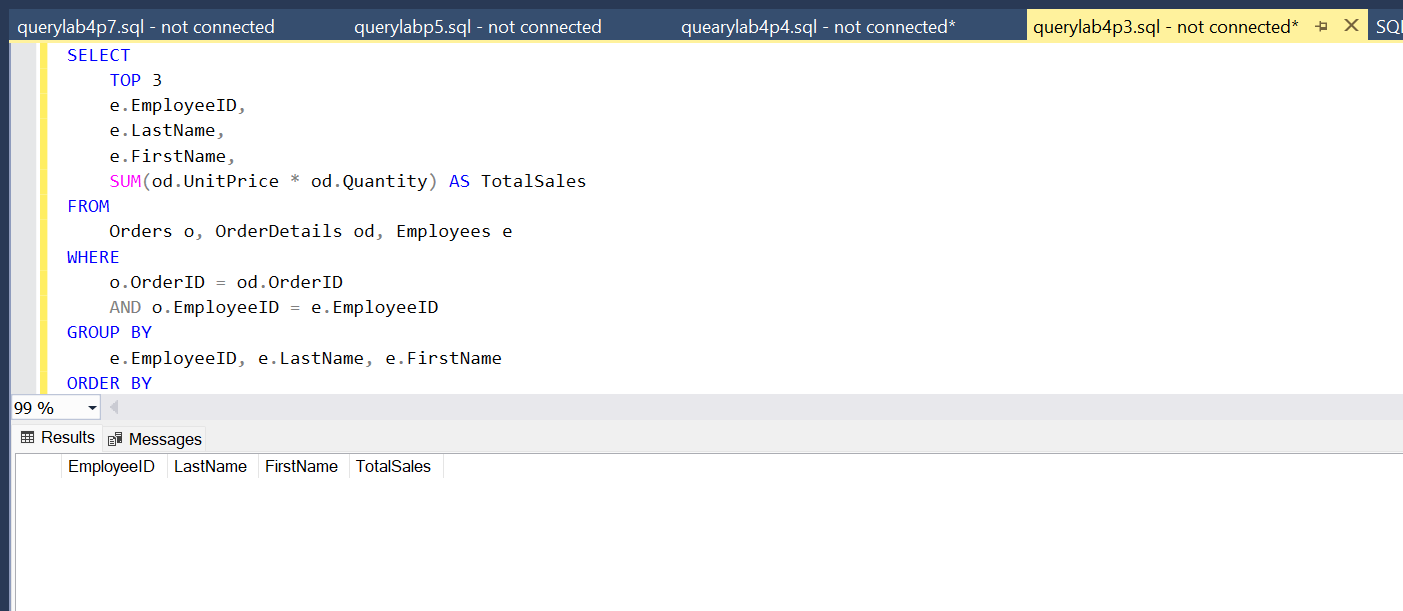 querylab4p7.sql - not connected querylabp5.sql - not connected quearylab4p4.sql - not connected* querylab4p3.sql - not connected* SQL
SELECT
TOP 3
e.EmployeeID,
e.LastName,
e.FirstName,
SUM(od.UnitPrice * od.Quantity) AS TotalSales
FROM
Orders o, OrderDetails od, Employees e
WHERE
o.OrderID = od.OrderID
AND o.EmployeeID = e.EmployeeID
GROUP BY
e.EmployeeID, e.LastName, e.FirstName
ORDER BY
99 %
Results Messages
EmployeeID LastName FirstName TotalSales